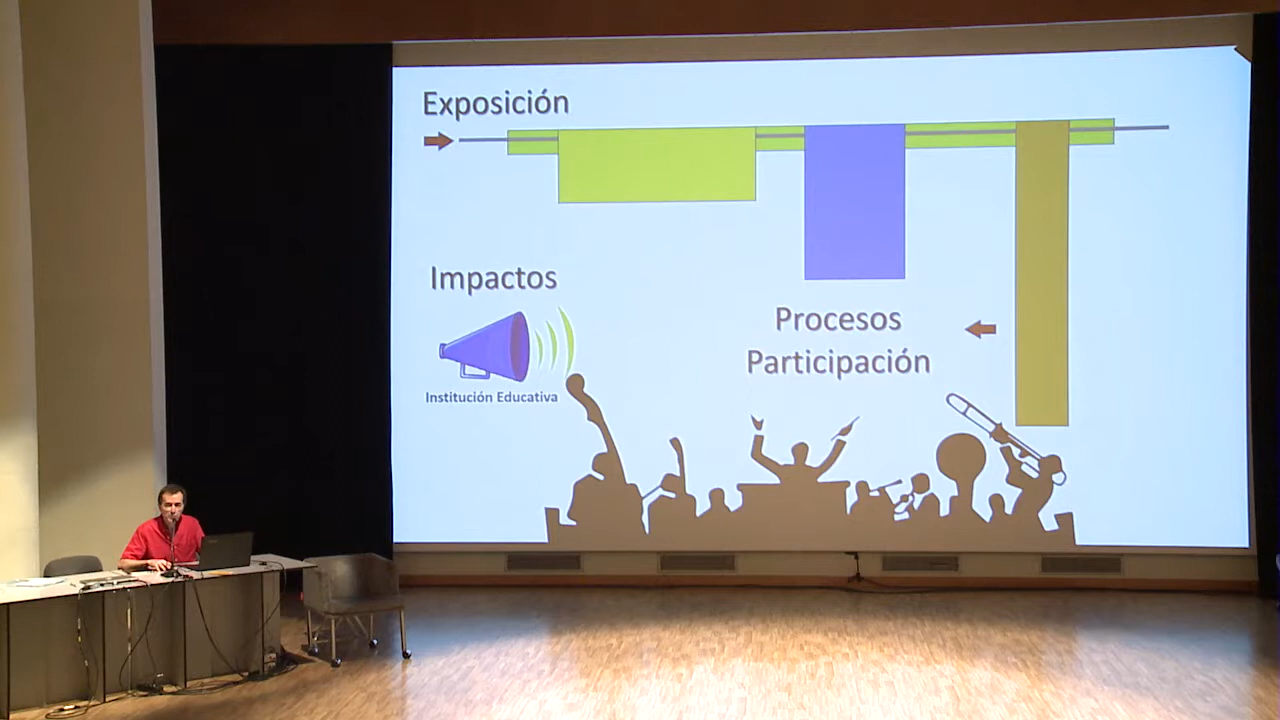 Exposición
Impactos
Institución Educativa
Procesos
Participación